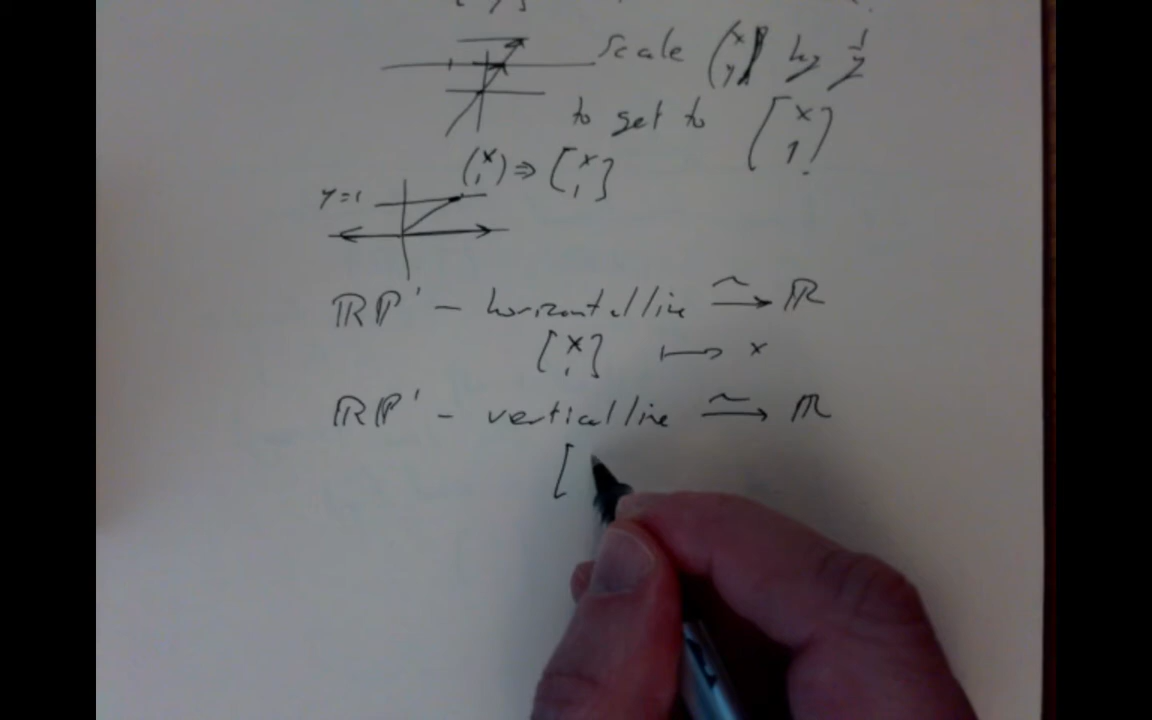 Scale (x y) by 1/y
to get to [x 1].
(x 1) ⇒ [x 1]
y=1
ℝℙ¹ – horizontal line ⥲ ℝ
[x 1] ↦ x
ℝℙ¹ – vertical line ⥲ ℝ
[